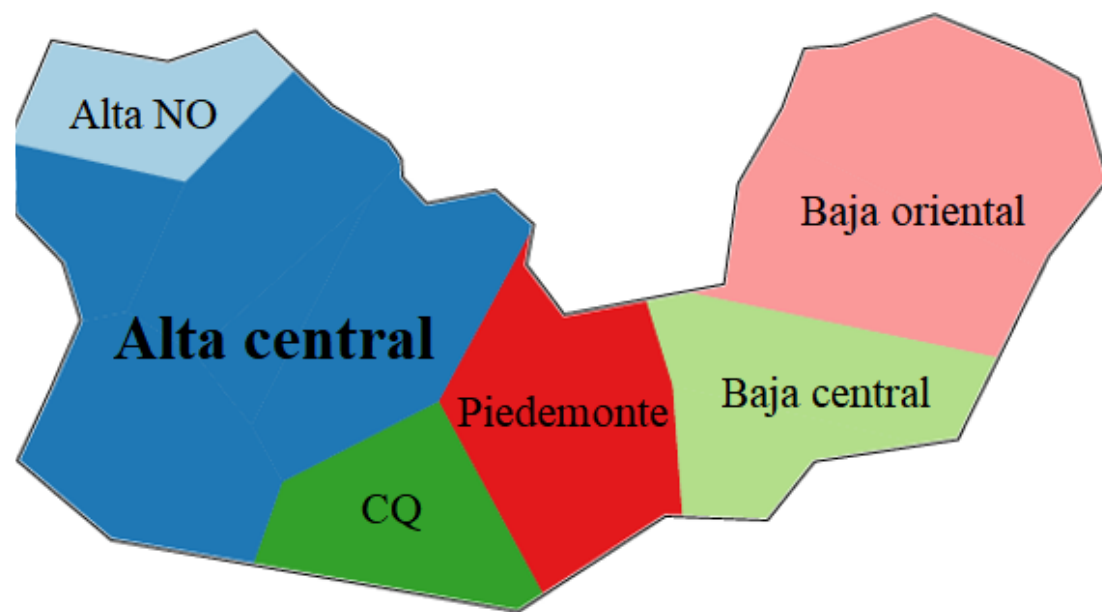 Alta NO
Baja oriental
Alta central
Baja central
Piedemonte
CQ